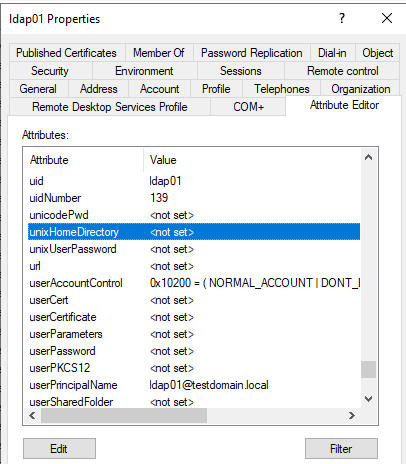 ldap01 Properties
Published Certificates Member Of Password Replication Dial-in Object
Security Environment Sessions Remote control
General Address Account Profile Telephones Organization
Remote Desktop Services Profile COM+ Attribute Editor
Attributes:
Attribute Value
uid ldap01
uidNumber 139
unicodePwd <not set>
unixHomeDirectory <not set>
unixUserPassword <not set>
url <not set>
userAccountControl 0x10200 = ( NORMAL_ACCOUNT | DONT_
userCert <not set>
userCertificate <not set>
userParameters <not set>
userPassword <not set>
userPKCS12 <not set>
userPrincipalName ldap01@testdomain.local
userSharedFolder <not set>
Edit Filter